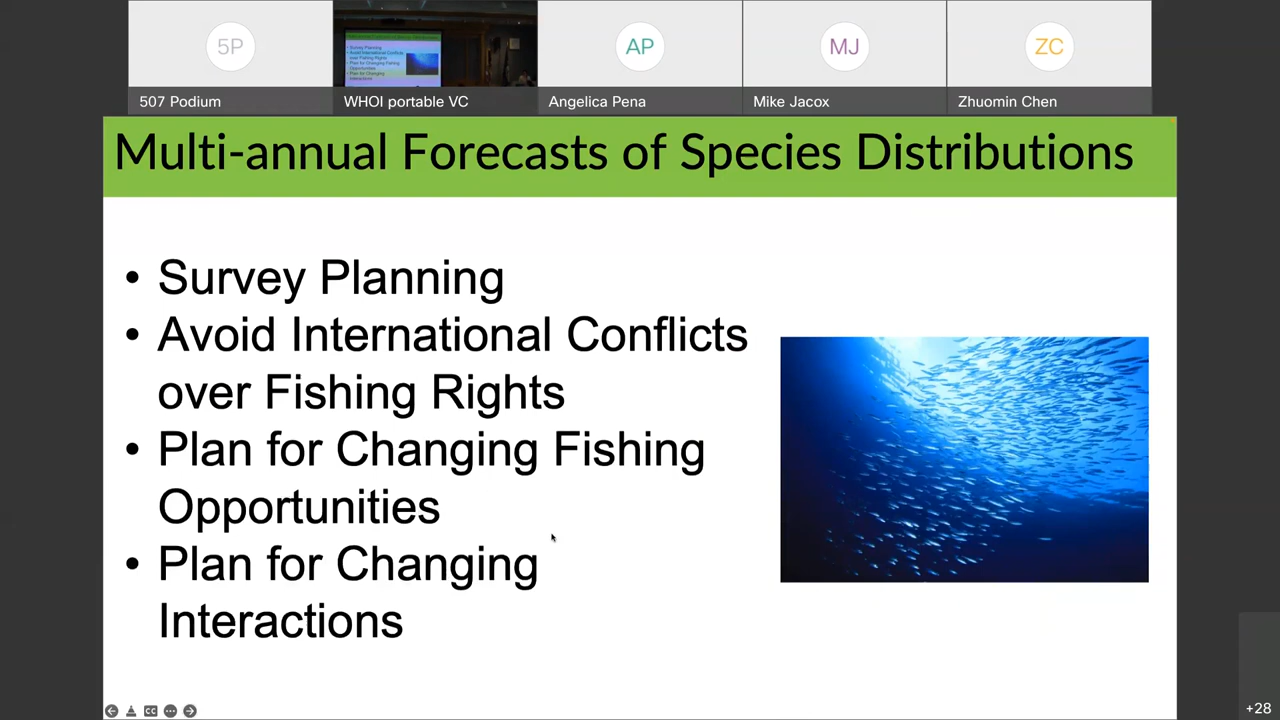 5P
AP
MJ
ZC
507 Podium
WHOI portable VC
Angelica Pena
Mike Jacox
Zhuomin Chen
Multi-annual Forecasts of Species Distributions
• Survey Planning
• Avoid International Conflicts
over Fishing Rights
• Plan for Changing Fishing
Opportunities
• Plan for Changing
Interactions
CC
+28